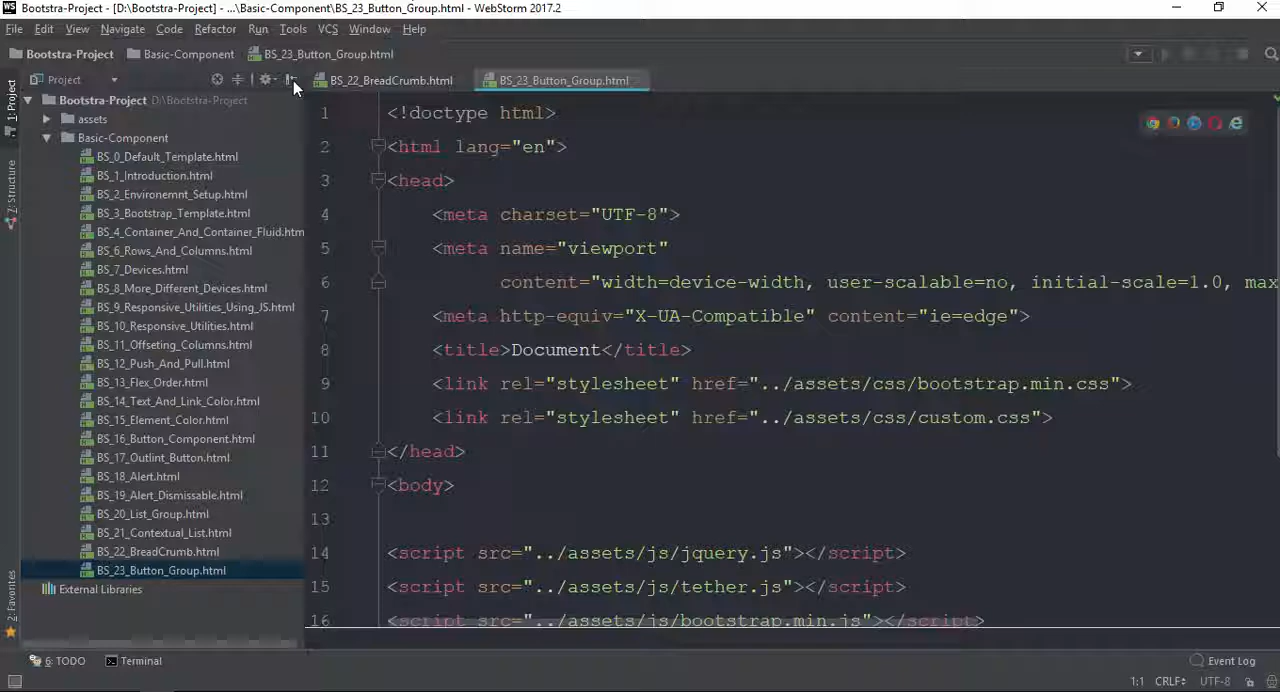 WS Bootstra-Project - [D:\Bootstra-Project] - ...\Basic-Component\BS_23_Button_Group.html - WebStorm 2017.2
File Edit View Navigate Code Refactor Run Tools VCS Window Help
Bootstra-Project Basic-Component BS_23_Button_Group.html
Project BS_22_BreadCrumb.html BS_23_Button_Group.html
1: Project
Z: Structure
2: Favorites
Bootstra-Project D:\Bootstra-Project
assets
Basic-Component
BS_0_Default_Template.html
BS_1_Introduction.html
BS_2_Environemnt_Setup.html
BS_3_Bootstrap_Template.html
BS_4_Container_And_Container_Fluid.htm
BS_6_Rows_And_Columns.html
BS_7_Devices.html
BS_8_More_Different_Devices.html
BS_9_Responsive_Utilities_Using_JS.html
BS_10_Responsive_Utilities.html
BS_11_Offseting_Columns.html
BS_12_Push_And_Pull.html
BS_13_Flex_Order.html
BS_14_Text_And_Link_Color.html
BS_15_Element_Color.html
BS_16_Button_Component.html
BS_17_Outlint_Button.html
BS_18_Alert.html
BS_19_Alert_Dismissable.html
BS_20_List_Group.html
BS_21_Contextual_List.html
BS_22_BreadCrumb.html
BS_23_Button_Group.html
External Libraries
1 <!doctype html>
2 <html lang="en">
3 <head>
4 <meta charset="UTF-8">
5 <meta name="viewport"
6 content="width=device-width, user-scalable=no, initial-scale=1.0, max
7 <meta http-equiv="X-UA-Compatible" content="ie=edge">
8 <title>Document</title>
9 <link rel="stylesheet" href="../assets/css/bootstrap.min.css">
10 <link rel="stylesheet" href="../assets/css/custom.css">
11 </head>
12 <body>
13
14 <script src="../assets/js/jquery.js"></script>
15 <script src="../assets/js/tether.js"></script>
16 <script src="../assets/js/bootstrap.min.js"></script>
6: TODO Terminal Event Log
1:1 CRLF UTF-8